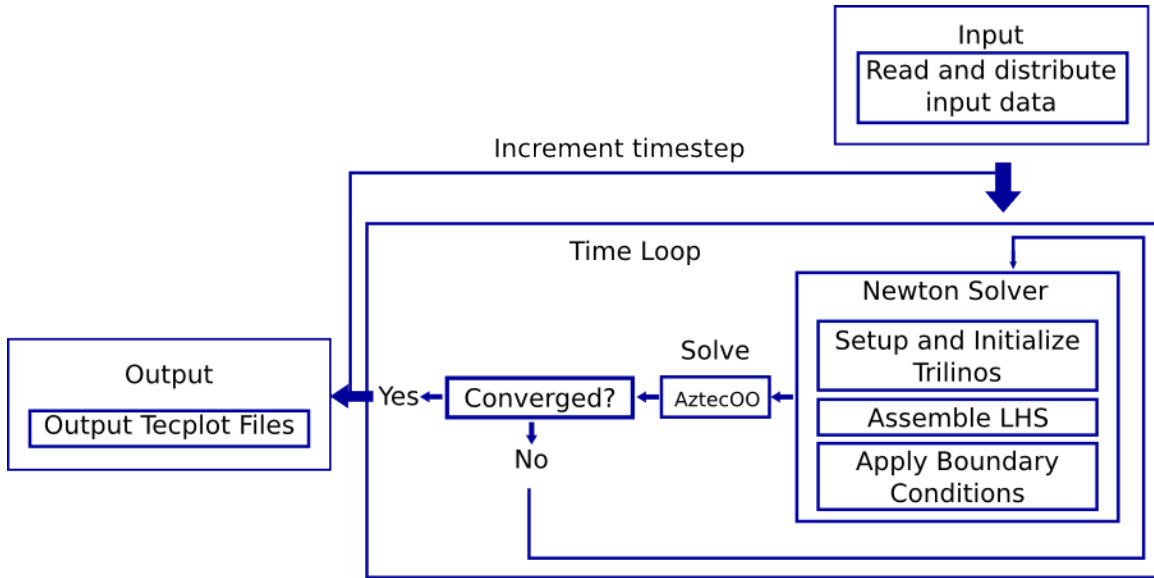 Input
Read and distribute
input data
Increment timestep
Time Loop
Newton Solver
Setup and Initialize
Trilinos
Assemble LHS
Apply Boundary
Conditions
Solve
AztecOO
Converged?
Yes
No
Output
Output Tecplot Files